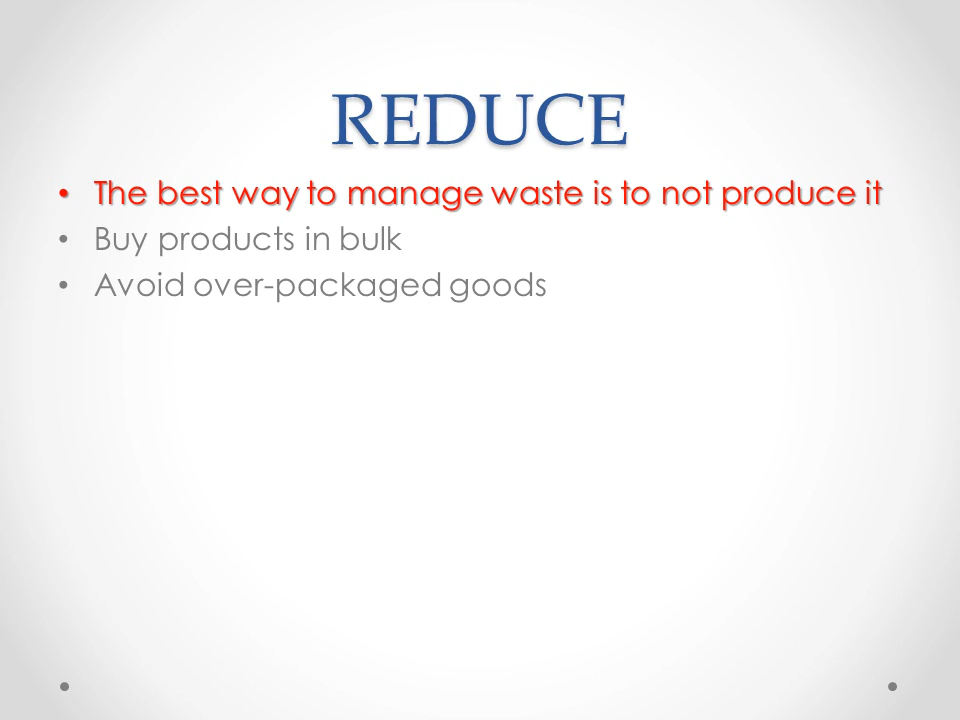 REDUCE
• The best way to manage waste is to not produce it
• Buy products in bulk
• Avoid over-packaged goods